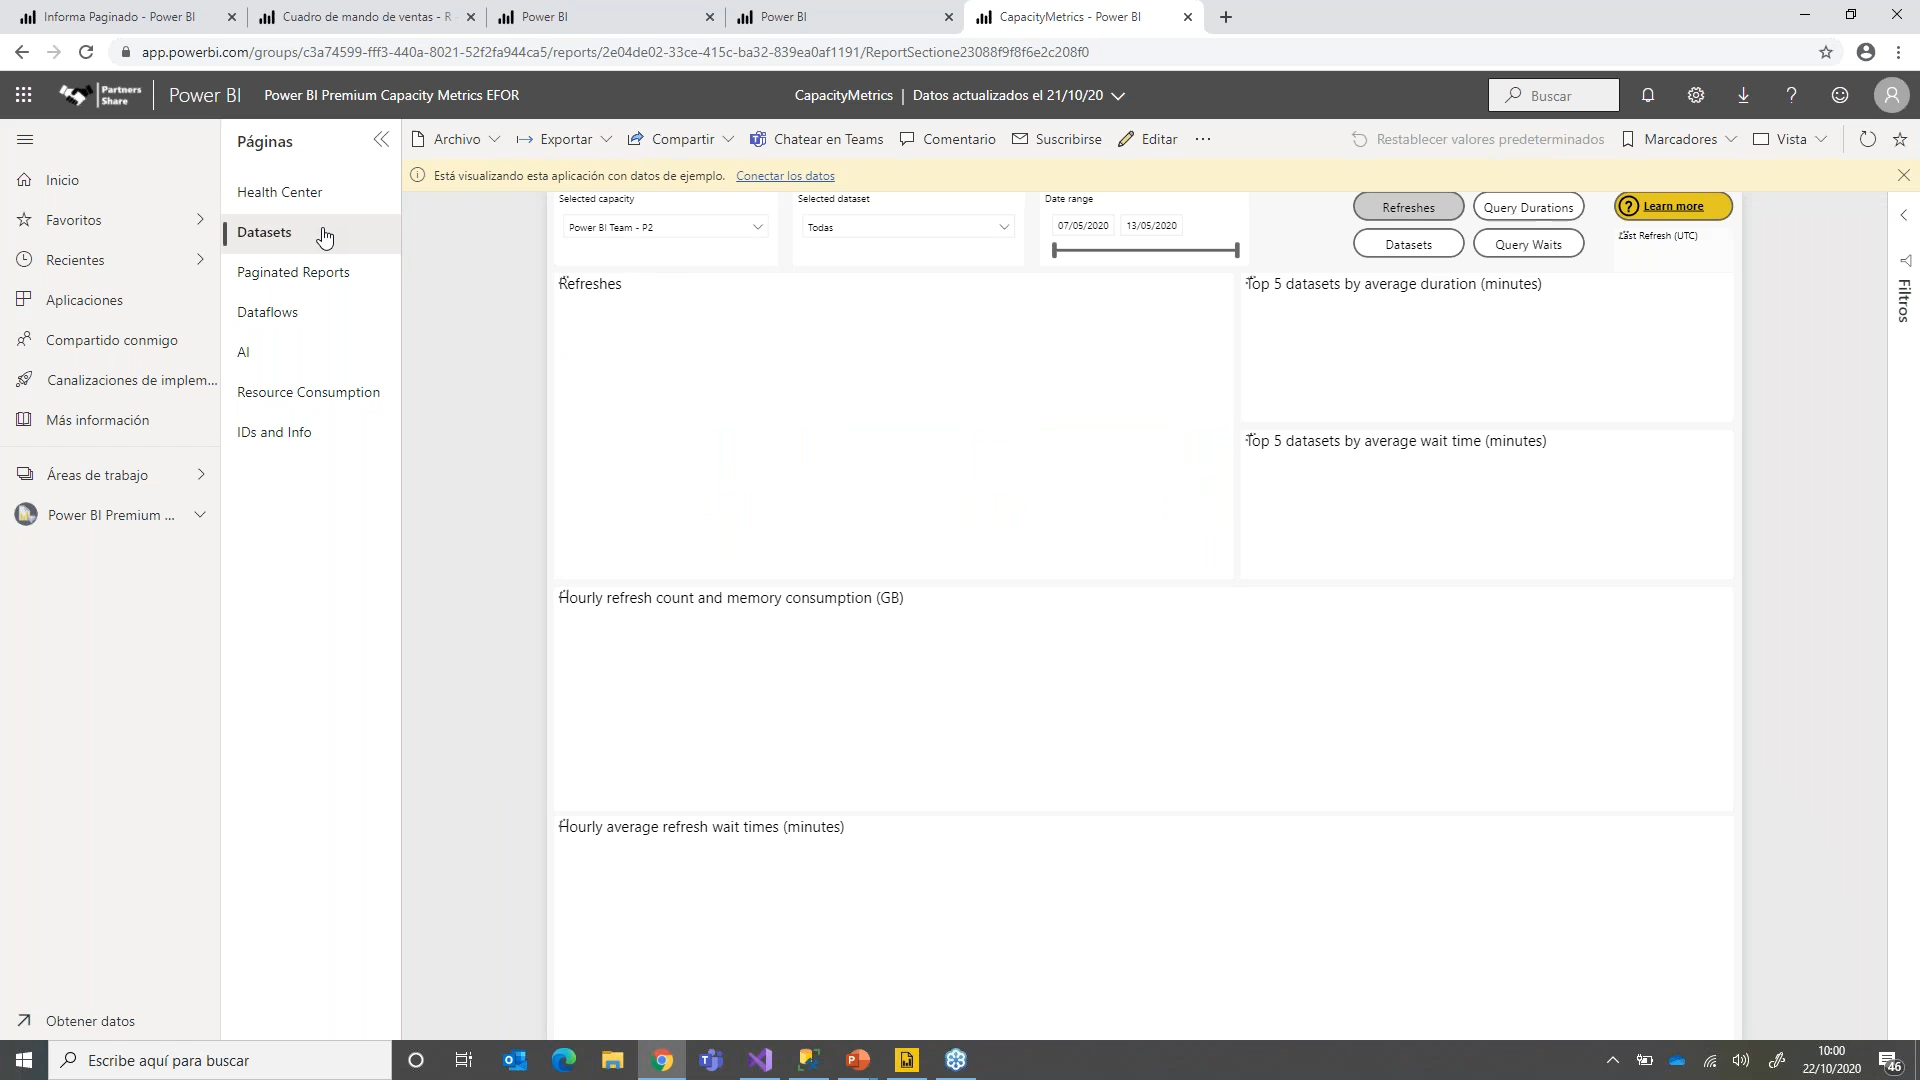 Informa Paginado - Power BI
Cuadro de mando de ventas - R
Power BI
Power BI
CapacityMetrics - Power BI
app.powerbi.com/groups/c3a74599-fff3-440a-8021-52f2fa944ca5/reports/2e04de02-33ce-415c-ba32-839ea0af1191/ReportSectione23088f9f8f6e2c208f0
Partners
Share
Power BI
Power BI Premium Capacity Metrics EFOR
CapacityMetrics | Datos actualizados el 21/10/20
Buscar
Archivo
Exportar
Compartir
Chatear en Teams
Comentario
Suscribirse
Editar
Restablecer valores predeterminados
Marcadores
Vista
Está visualizando esta aplicación con datos de ejemplo. Conectar los datos
Inicio
Favoritos
Recientes
Aplicaciones
Compartido conmigo
Canalizaciones de implem...
Más información
Áreas de trabajo
Power BI Premium ...
Obtener datos
Páginas
Health Center
Datasets
Paginated Reports
Dataflows
AI
Resource Consumption
IDs and Info
Selected capacity
Power BI Team - P2
Selected dataset
Todas
Date range
07/05/2020
13/05/2020
Refreshes
Query Durations
Datasets
Query Waits
Learn more
Last Refresh (UTC)
Filtros
Refreshes
Top 5 datasets by average duration (minutes)
Top 5 datasets by average wait time (minutes)
Hourly refresh count and memory consumption (GB)
Hourly average refresh wait times (minutes)
Escribe aquí para buscar
10:00
22/10/2020
46